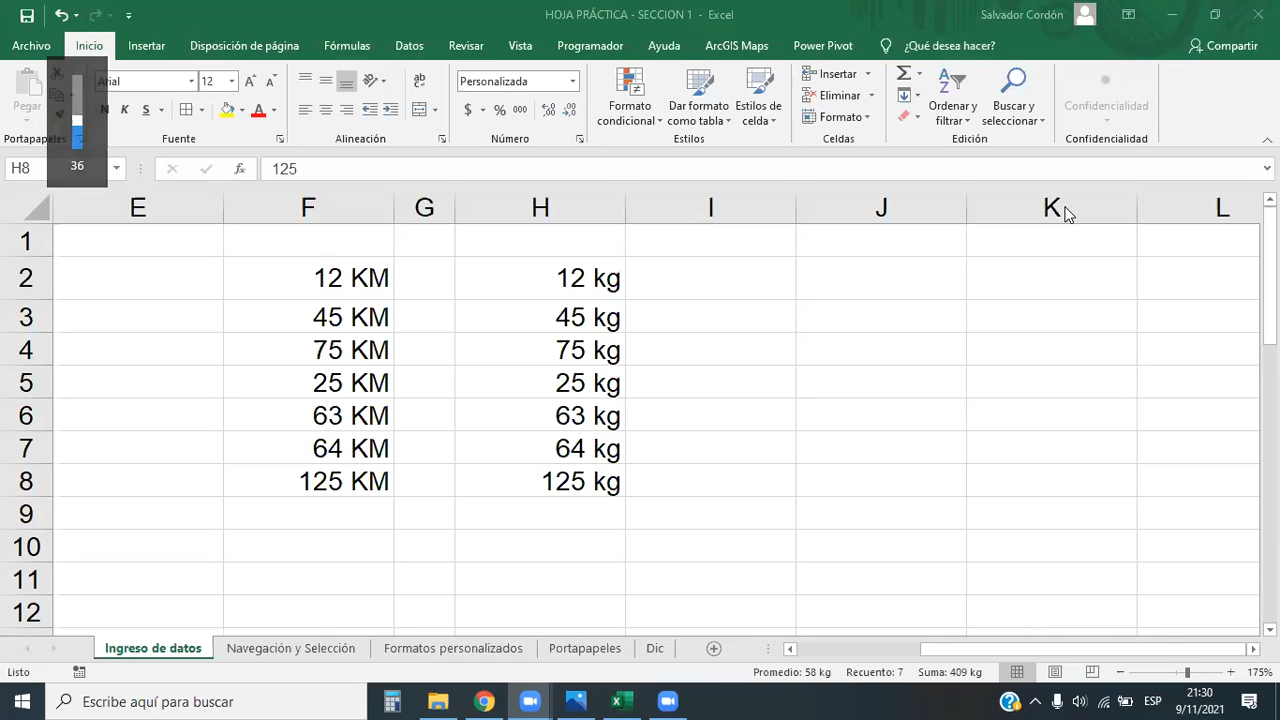 HOJA PRÁCTICA - SECCION 1 - Excel
Salvador Cordón
Archivo Inicio Insertar Disposición de página Fórmulas Datos Revisar Vista Programador Ayuda ArcGIS Maps Power Pivot ¿Qué desea hacer? Compartir
Pegar
Portapapeles
Arial 12
N K S
Fuente
ab
Alineación
Personalizada
$ % 000
Número
Formato condicional
Dar formato como tabla
Estilos de celda
Estilos
Insertar
Eliminar
Formato
Celdas
Ordenar y filtrar
Buscar y seleccionar
Edición
Confidencialidad
Confidencialidad
36
H8 fx 125
E F G H I J K L
1
2 12 KM 12 kg
3 45 KM 45 kg
4 75 KM 75 kg
5 25 KM 25 kg
6 63 KM 63 kg
7 64 KM 64 kg
8 125 KM 125 kg
9
10
11
12
Ingreso de datos Navegación y Selección Formatos personalizados Portapapeles Dic
Listo Promedio: 58 kg Recuento: 7 Suma: 409 kg 175%
Escribe aquí para buscar ESP 21:30
9/11/2021